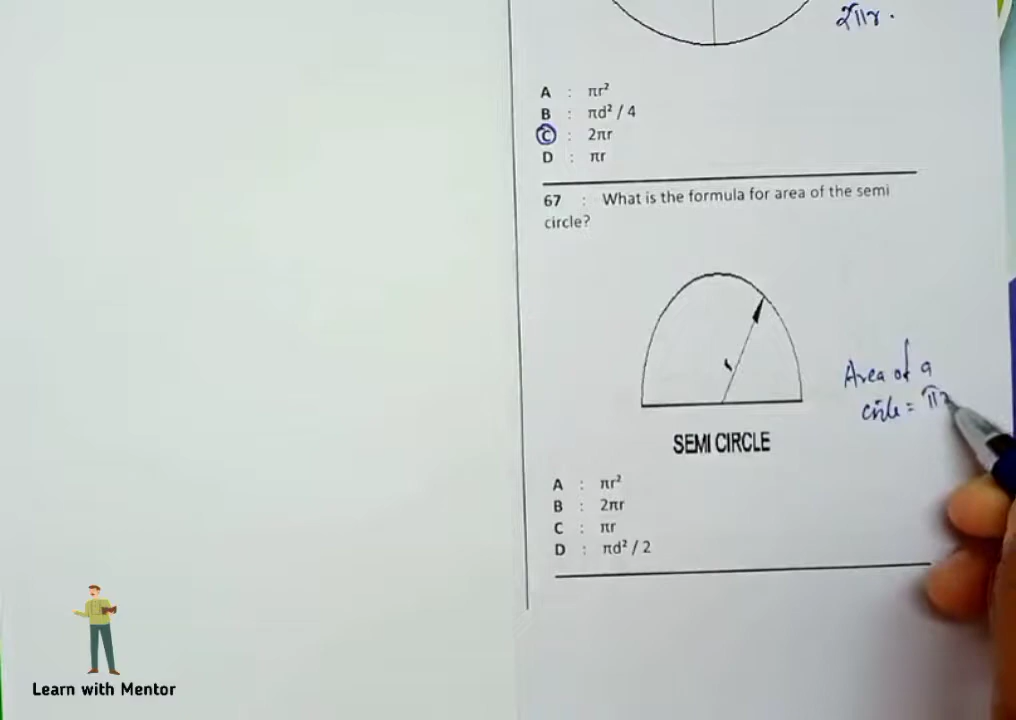 2πr.
A : πr²
B : πd² / 4
C : 2πr
D : πr
67 : What is the formula for area of the semi
circle?
Area of a
SEMI CIRCLE
A : πr²
B : 2πr
C : πr
D : πd² / 2
Learn with Mentor